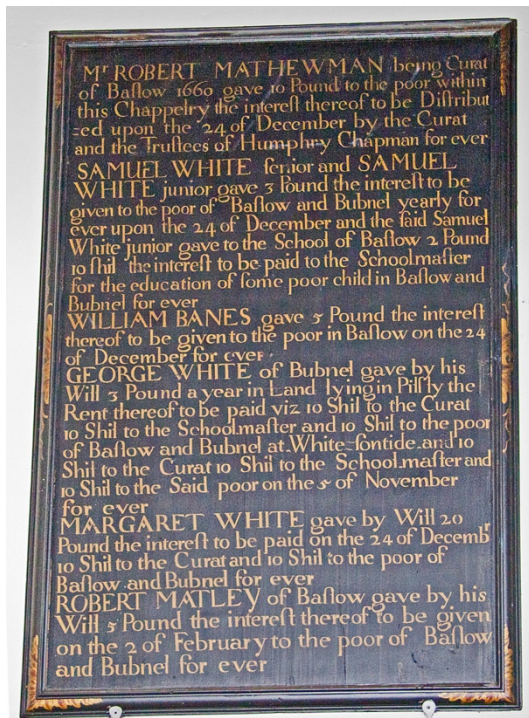 Mr ROBERT MATHEWMAN being Curat
of Baſlow 1669 gave 10 Pound to the poor within
this Chappelry the intereſt thereof to be Diſtribut
=ed upon the 24 of December by the Curat
and the Truſtees of Humphry Chapman for ever
SAMUEL WHITE ſenior and SAMUEL
WHITE junior gave 3 Pound the intereſt to be
given to the poor of Baſlow and Bubnel yearly for
ever upon the 24 of December and the ſaid Samuel
White junior gave to the School of Baſlow 2 Pound
10 ſhil the intereſt to be paid to the Schoolmaſter
for the education of ſome poor child in Baſlow and
Bubnel for ever
WILLIAM BANES gave 5 Pound the intereſt
thereof to be given to the poor in Baſlow on the 24
of December for ever
GEORGE WHITE of Bubnel gave by his
Will 3 Pound a year in Land lying in Pilſly the
Rent thereof to be paid viz 10 Shil to the Curat
10 Shil to the Schoolmaſter and 10 Shil to the poor
of Baſlow and Bubnel at White=ſontide and 10
Shil to the Curat 10 Shil to the School.maſter and
10 Shil to the Said poor on the 5 of November
for ever
MARGARET WHITE gave by Will 20
Pound the intereſt to be paid on the 24 of Decembr
10 Shil to the Curat and 10 Shil to the poor of
Baſlow and Bubnel for ever
ROBERT MATLEY of Baſlow gave by his
Will 5 Pound the intereſt thereof to be given
on the 2 of February to the poor of Baſlow
and Bubnel for ever